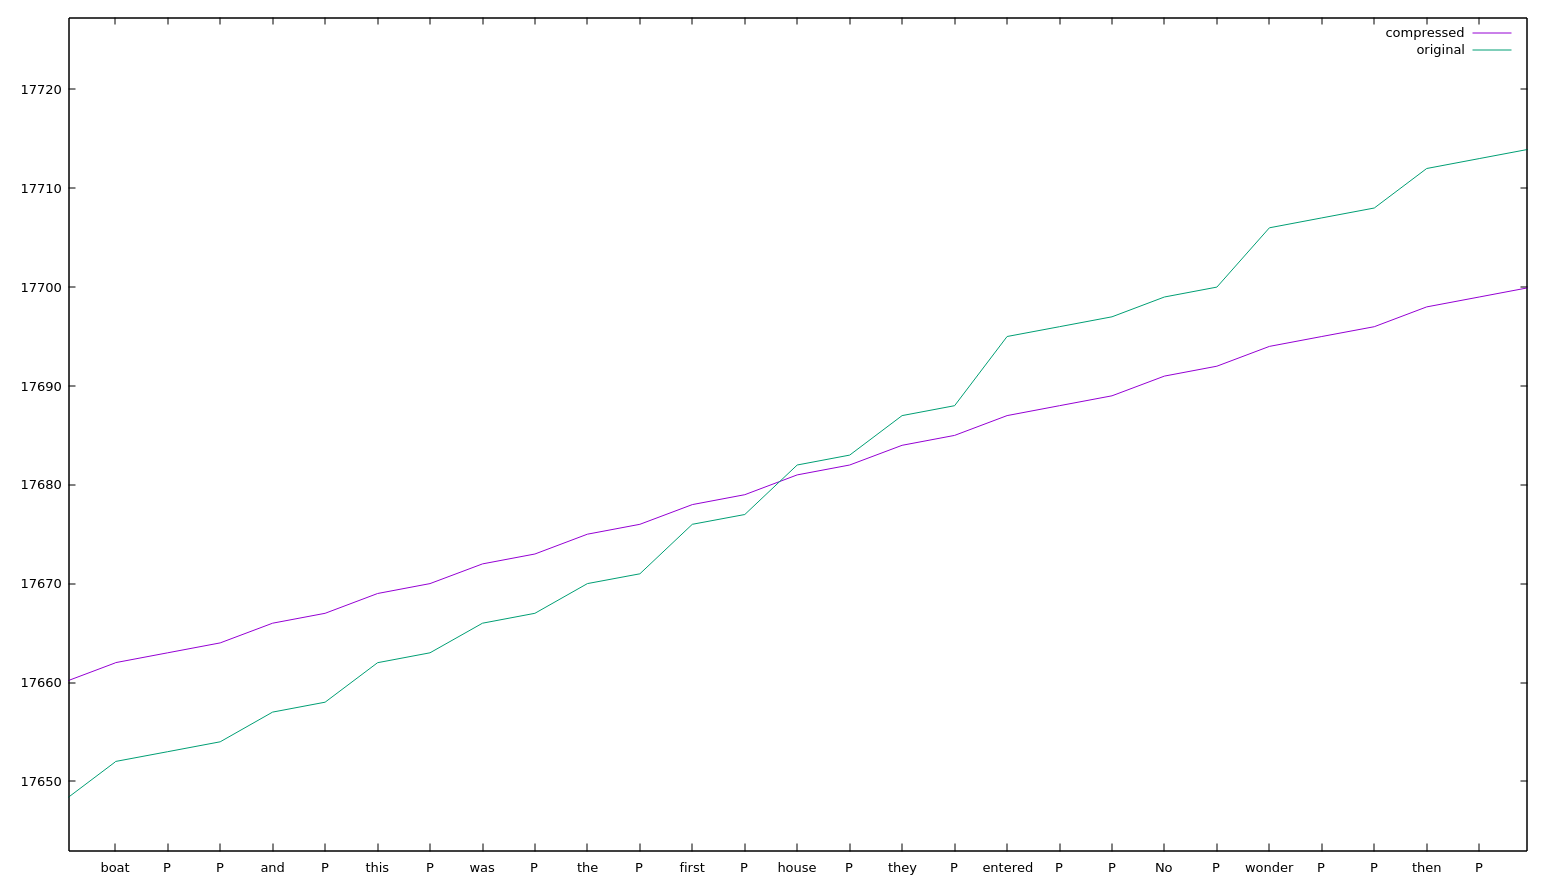 compressed
original
17720
17710
17700
17690
17680
17670
17660
17650
boat P P and P this P was P the P first P house P they P entered P P No P wonder P P then P